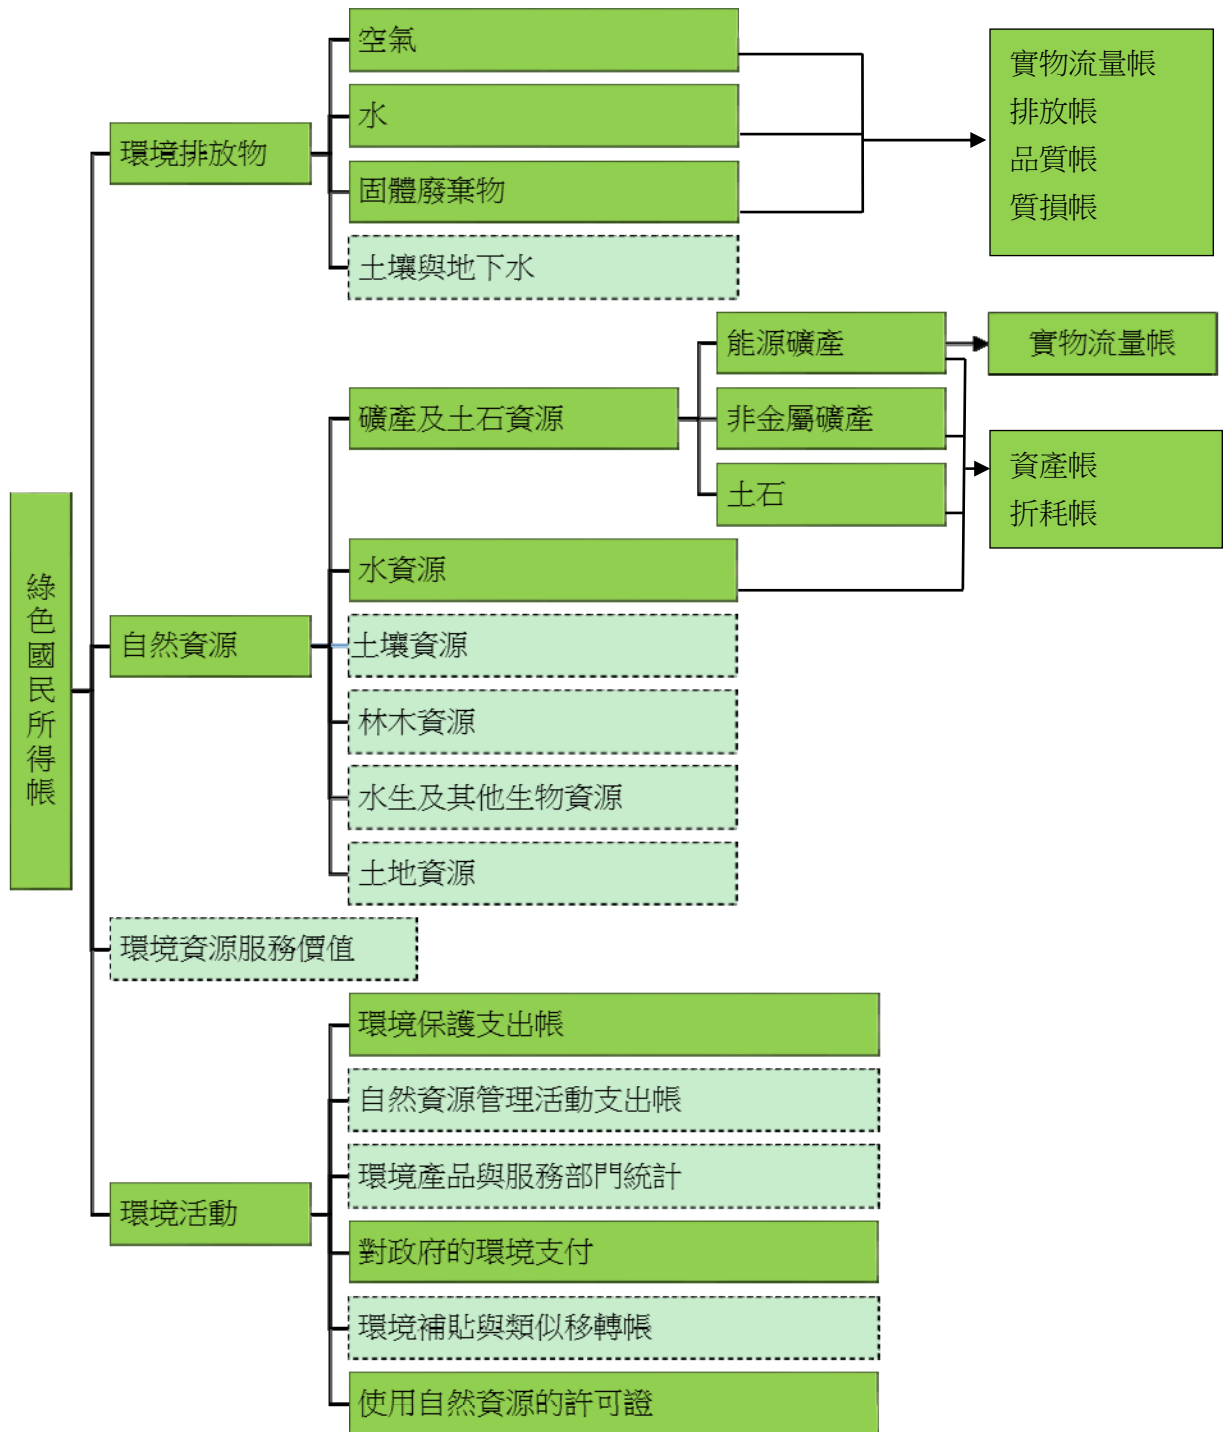 綠色國民所得帳
環境排放物
空氣
水
固體廢棄物
土壤與地下水
實物流量帳
排放帳
品質帳
質損帳
自然資源
礦產及土石資源
能源礦產
非金屬礦產
土石
實物流量帳
資產帳
折耗帳
水資源
土壤資源
林木資源
水生及其他生物資源
土地資源
環境資源服務價值
環境活動
環境保護支出帳
自然資源管理活動支出帳
環境產品與服務部門統計
對政府的環境支付
環境補貼與類似移轉帳
使用自然資源的許可證